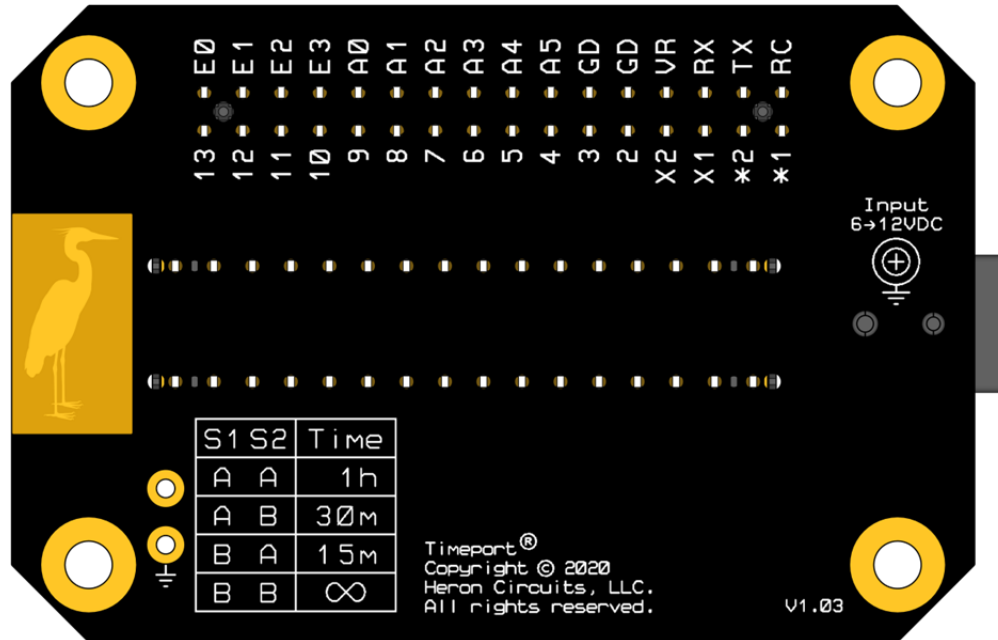 E0 E1 E2 E3 A0 A1 A2 A3 A4 A5 GD GD VR RX TX RC
13 12 11 10 9 8 7 6 5 4 3 2 X2 X1 *2 *1
Input
6→12VDC
S1 S2 Time
A A 1h
A B 30m
B A 15m
B B ∞
Timeport®
Copyright © 2020
Heron Circuits, LLC.
All rights reserved.
V1.03